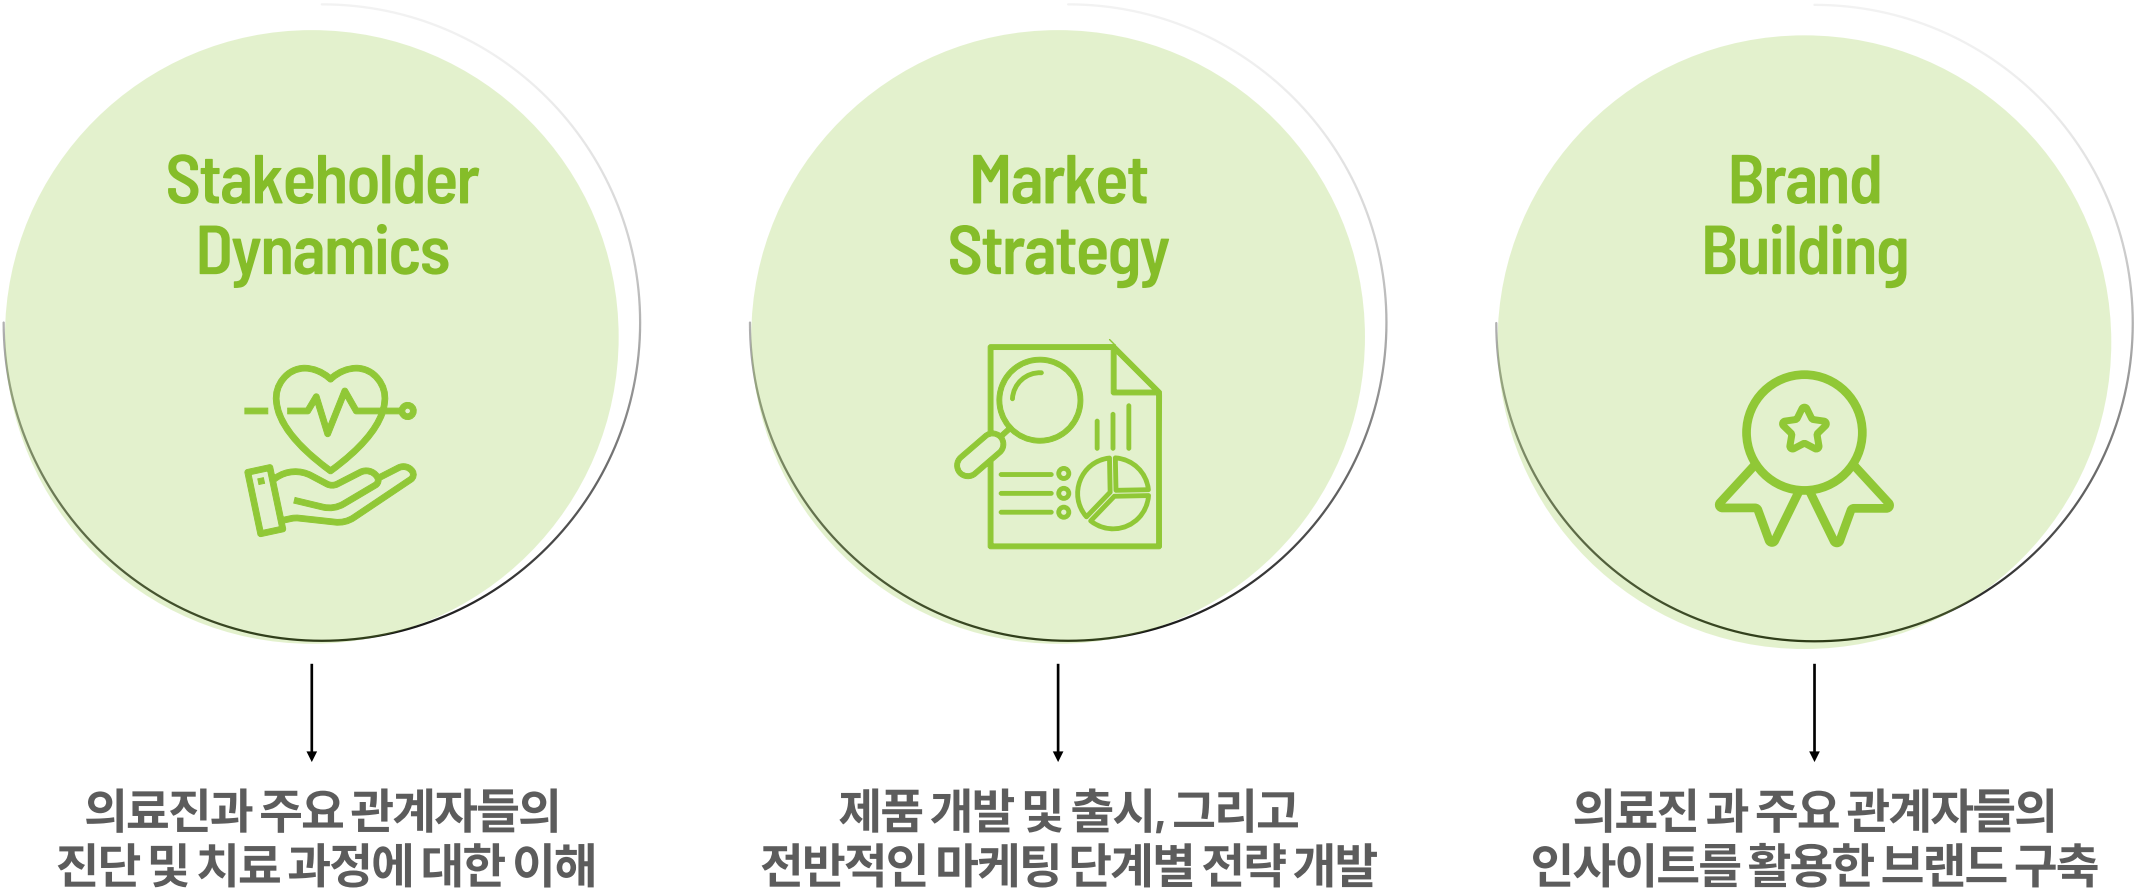 Stakeholder
Dynamics
Market
Strategy
Brand
Building
의료진과 주요 관계자들의
진단 및 치료 과정에 대한 이해
제품 개발 및 출시, 그리고
전반적인 마케팅 단계별 전략 개발
의료진 과 주요 관계자들의
인사이트를 활용한 브랜드 구축